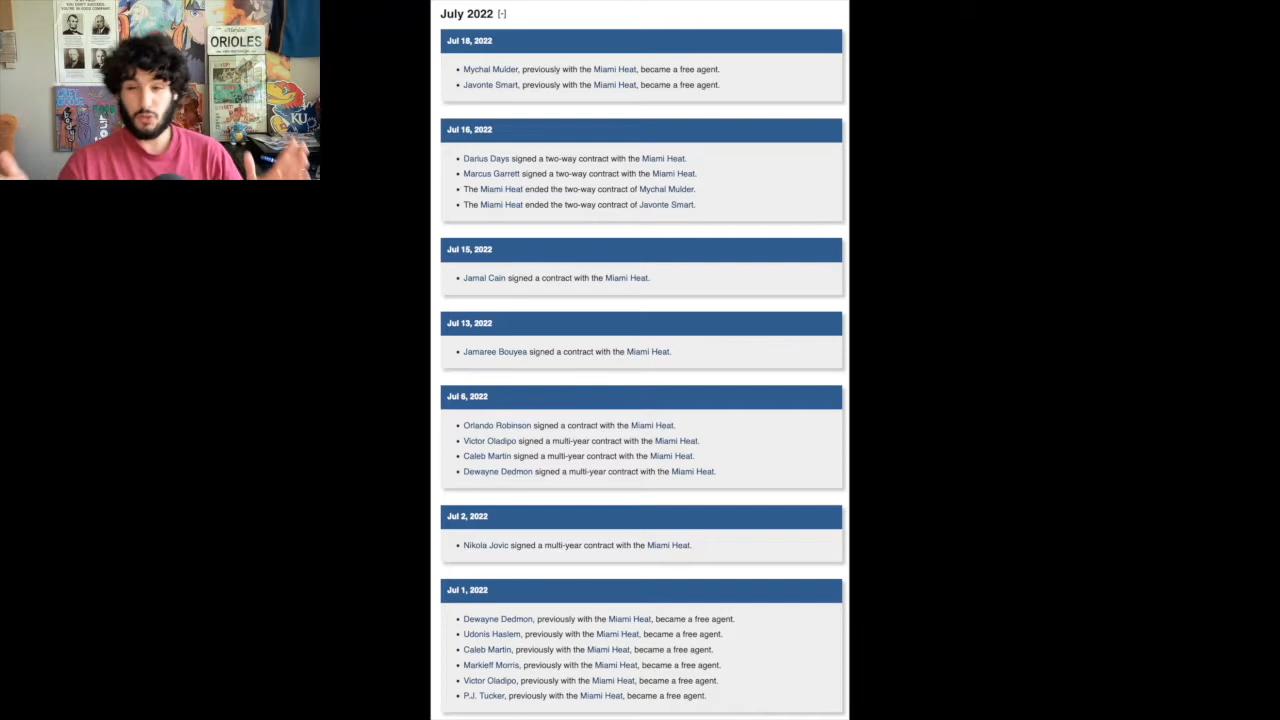 YOU DON'T SUCCEED,
YOU'RE IN GOOD COMPANY.
Maryland
ORIOLES
GREY
GOOSE
KU
July 2022 [-]
Jul 18, 2022
• Mychal Mulder, previously with the Miami Heat, became a free agent.
• Javonte Smart, previously with the Miami Heat, became a free agent.
Jul 16, 2022
• Darius Days signed a two-way contract with the Miami Heat.
• Marcus Garrett signed a two-way contract with the Miami Heat.
• The Miami Heat ended the two-way contract of Mychal Mulder.
• The Miami Heat ended the two-way contract of Javonte Smart.
Jul 15, 2022
• Jamal Cain signed a contract with the Miami Heat.
Jul 13, 2022
• Jamaree Bouyea signed a contract with the Miami Heat.
Jul 6, 2022
• Orlando Robinson signed a contract with the Miami Heat.
• Victor Oladipo signed a multi-year contract with the Miami Heat.
• Caleb Martin signed a multi-year contract with the Miami Heat.
• Dewayne Dedmon signed a multi-year contract with the Miami Heat.
Jul 2, 2022
• Nikola Jovic signed a multi-year contract with the Miami Heat.
Jul 1, 2022
• Dewayne Dedmon, previously with the Miami Heat, became a free agent.
• Udonis Haslem, previously with the Miami Heat, became a free agent.
• Caleb Martin, previously with the Miami Heat, became a free agent.
• Markieff Morris, previously with the Miami Heat, became a free agent.
• Victor Oladipo, previously with the Miami Heat, became a free agent.
• P.J. Tucker, previously with the Miami Heat, became a free agent.